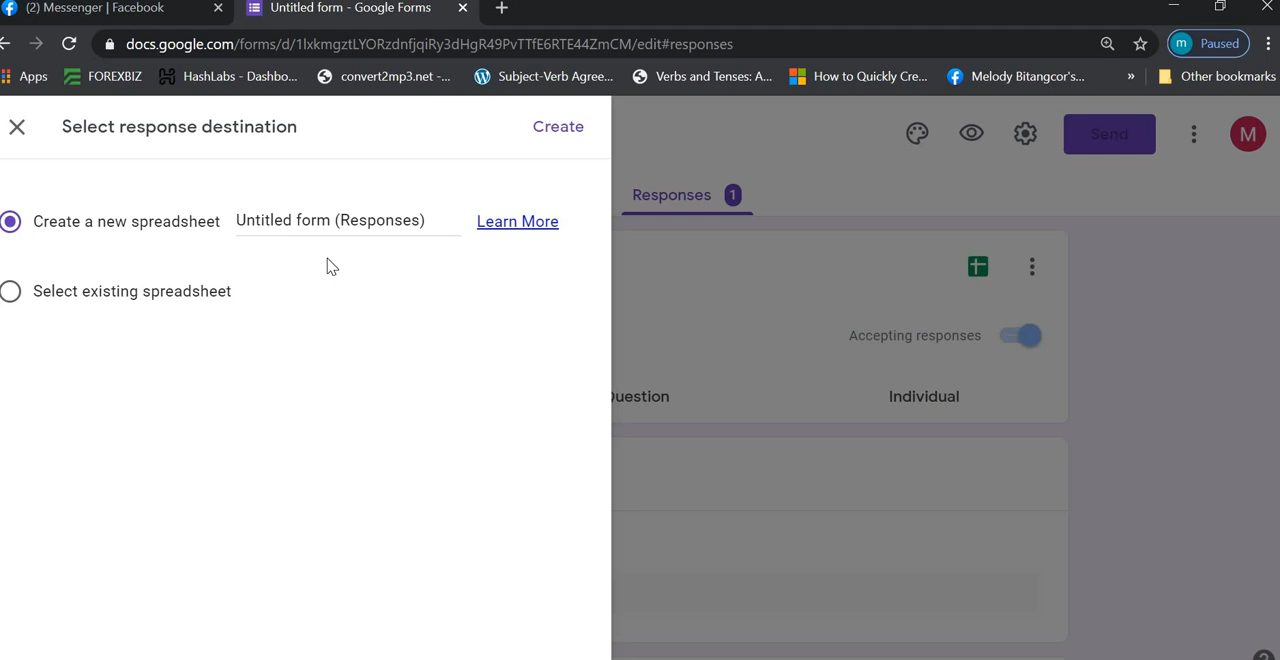 (2) Messenger | Facebook
Untitled form - Google Forms
docs.google.com/forms/d/1lxkmgztLYORzdnfjqiRy3dHgR49PvTTfE6RTE44ZmCM/edit#responses
m Paused
Apps FOREXBIZ HashLabs - Dashbo... convert2mp3.net -... Subject-Verb Agree... Verbs and Tenses: A... How to Quickly Cre... Melody Bitangcor's... » Other bookmarks
Select response destination Create
Send M
Responses 1
Create a new spreadsheet Untitled form (Responses) Learn More
Select existing spreadsheet
Accepting responses
uestion Individual